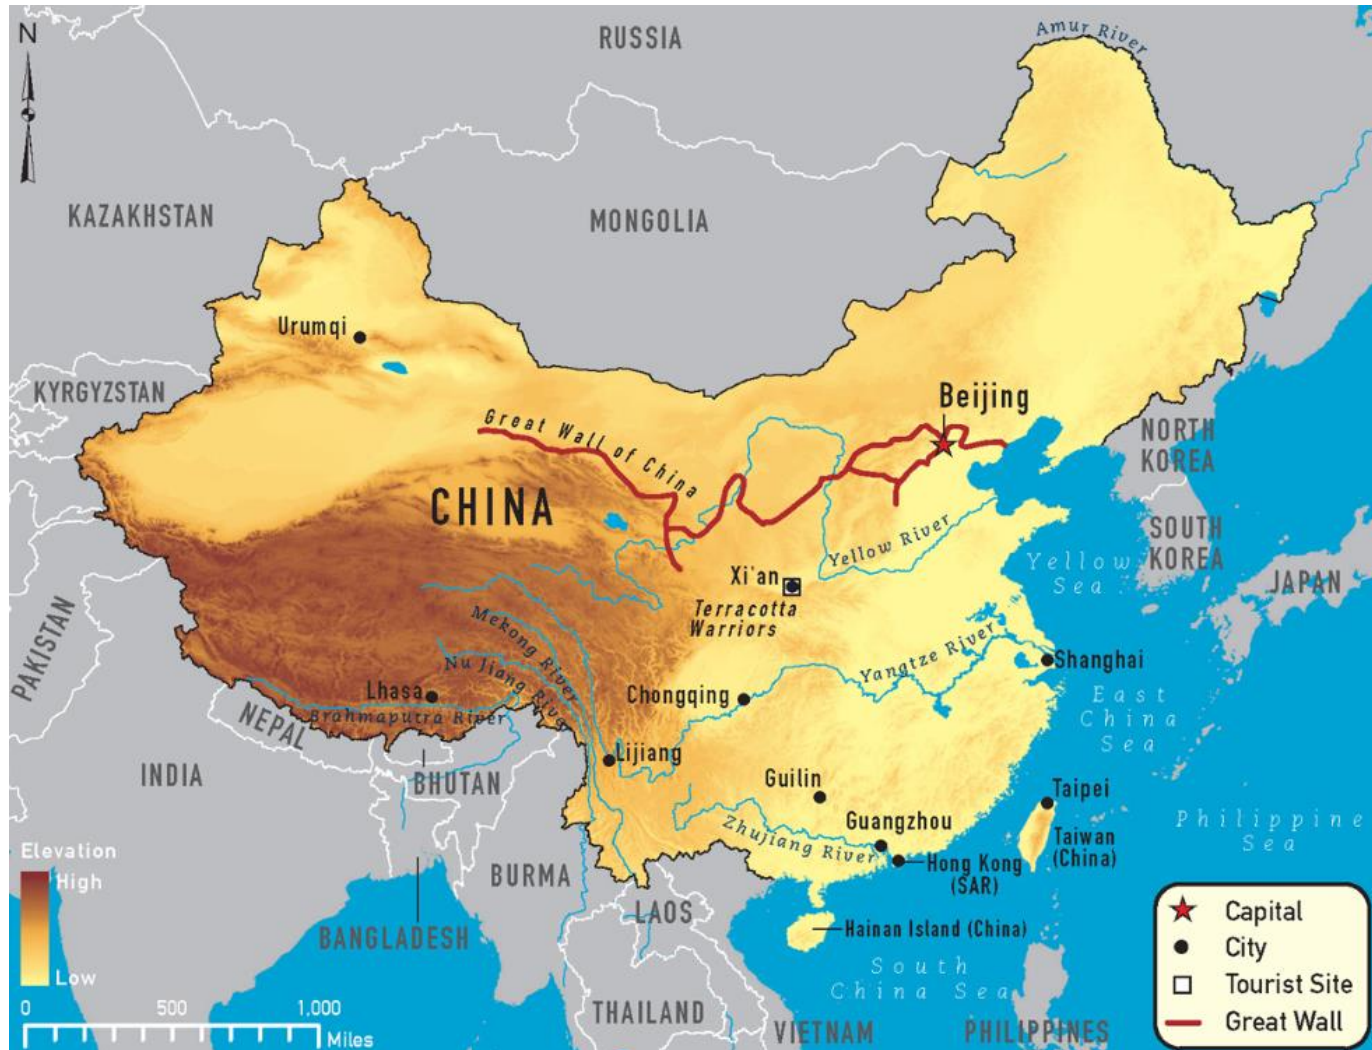 N
RUSSIA
Amur River
KAZAKHSTAN
MONGOLIA
Urumqi
KYRGYZSTAN
Beijing
Great Wall of China
NORTH
KOREA
CHINA
SOUTH
KOREA
Yellow River
Yellow
Sea
JAPAN
Xi'an
Terracotta
Warriors
PAKISTAN
Mekong River
Nu Jiang River
Yangtze River
Shanghai
Lhasa
Chongqing
East
China
Sea
Brahmaputra River
NEPAL
Lijiang
INDIA
BHUTAN
Guilin
Taipei
Philippine
Sea
Guangzhou
Zhujiang River
Taiwan
(China)
Elevation
High
Low
Hong Kong
(SAR)
BURMA
LAOS
BANGLADESH
Hainan Island (China)
South
China Sea
THAILAND
VIETNAM
PHILIPPINES
0 500 1,000
Miles
Capital
City
Tourist Site
Great Wall